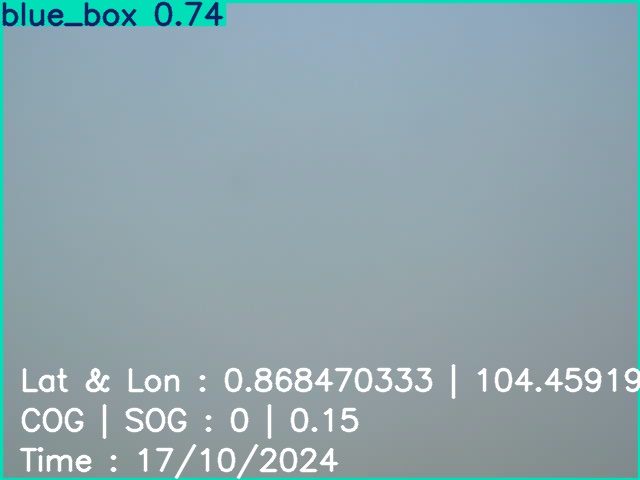 blue_box 0.74
Lat & Lon : 0.868470333 | 104.45919
COG | SOG : 0 | 0.15
Time : 17/10/2024